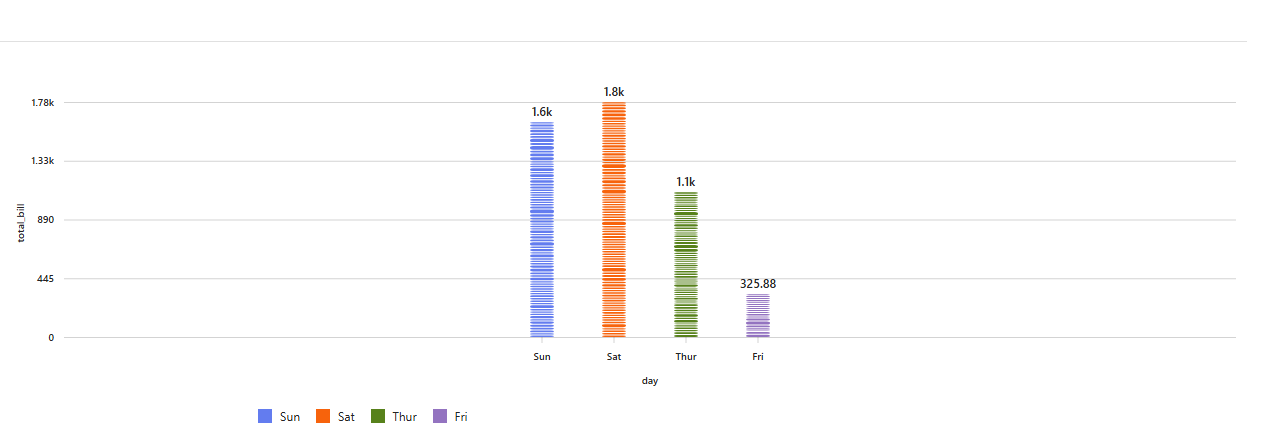 1.8k
1.78k
1.6k
1.1k
1.33k
890
total_bill
445
325.88
0
Sun Sat Thur Fri
day
Sun Sat Thur Fri